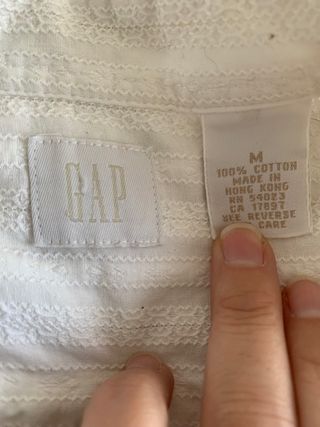 GAP
M
100% COTTON
MADE IN
HONG KONG
RN 54023
CA 17897
SEE REVERSE
CARE